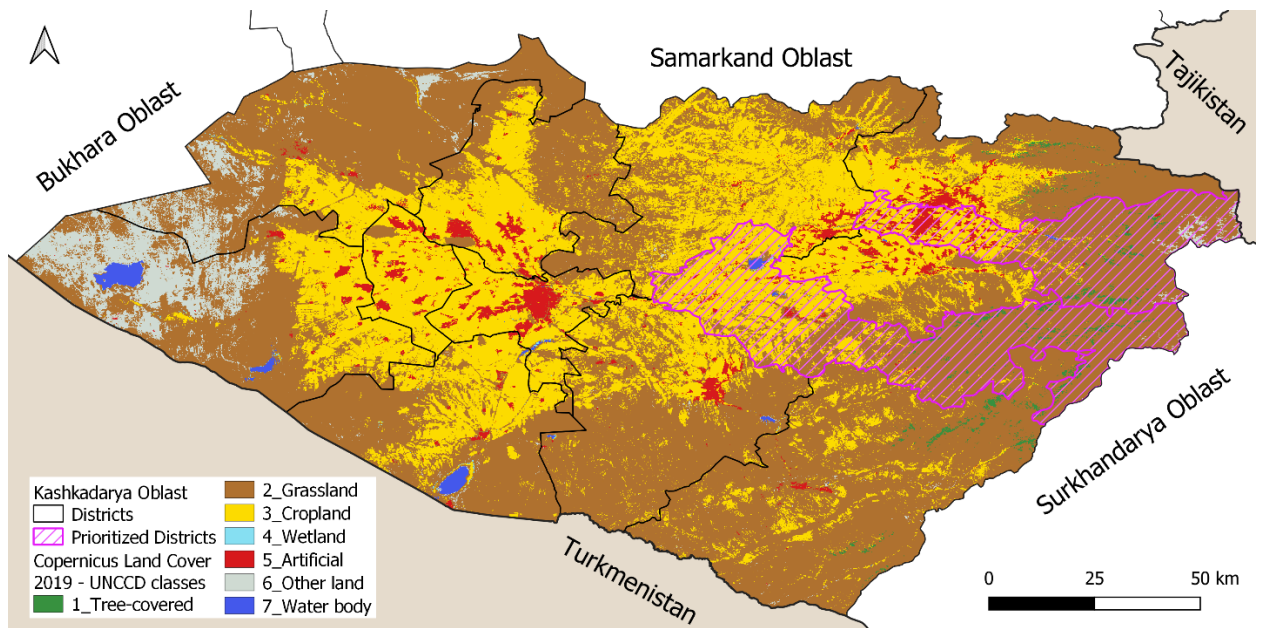 Samarkand Oblast
Tajikistan
Bukhara Oblast
Surkhandarya Oblast
Turkmenistan
Kashkadarya Oblast
Districts
Prioritized Districts
Copernicus Land Cover
2019 - UNCCD classes
1_Tree-covered
2_Grassland
3_Cropland
4_Wetland
5_Artificial
6_Other land
7_Water body
0 25 50 km